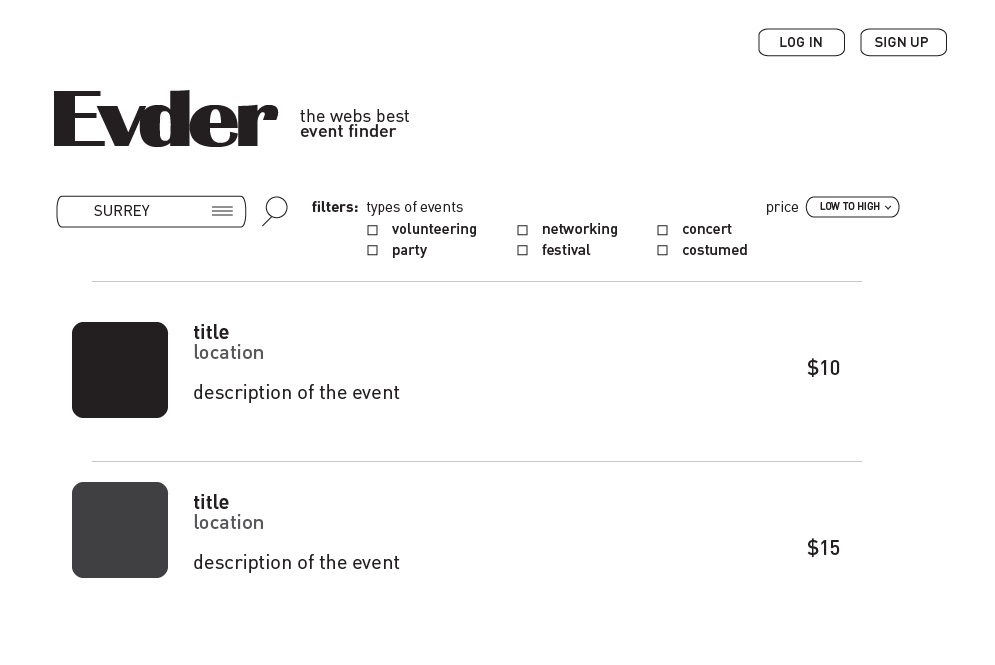 LOG IN SIGN UP
Evder
the webs best
event finder
SURREY
filters: types of events
volunteering networking concert
party festival costumed
price LOW TO HIGH
title
location
description of the event
$10
title
location
description of the event
$15